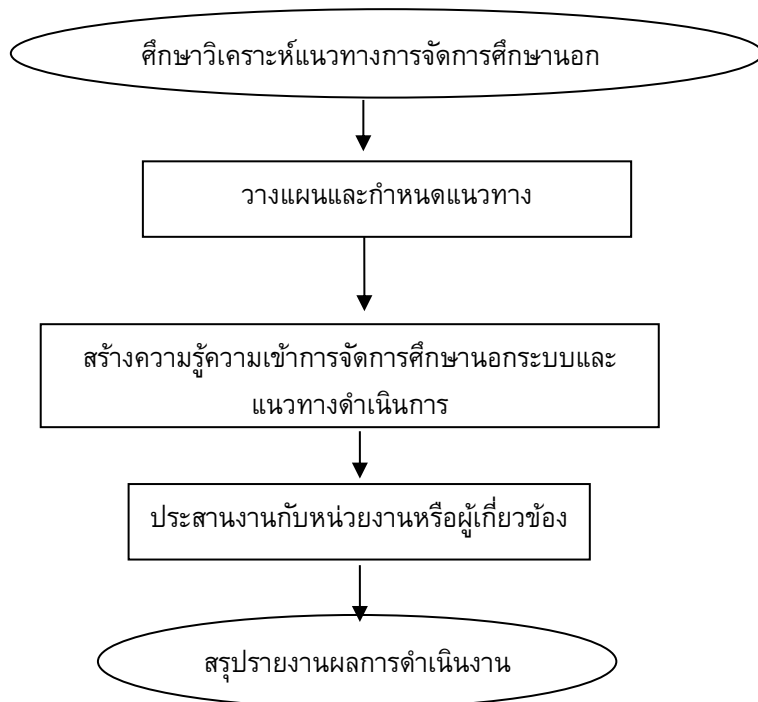 ศึกษาวิเคราะห์แนวทางการจัดการศึกษานอก
วางแผนและกำหนดแนวทาง
สร้างความรู้ความเข้าการจัดการศึกษานอกระบบและ
แนวทางดำเนินการ
ประสานงานกับหน่วยงานหรือผู้เกี่ยวข้อง
สรุปรายงานผลการดำเนินงาน